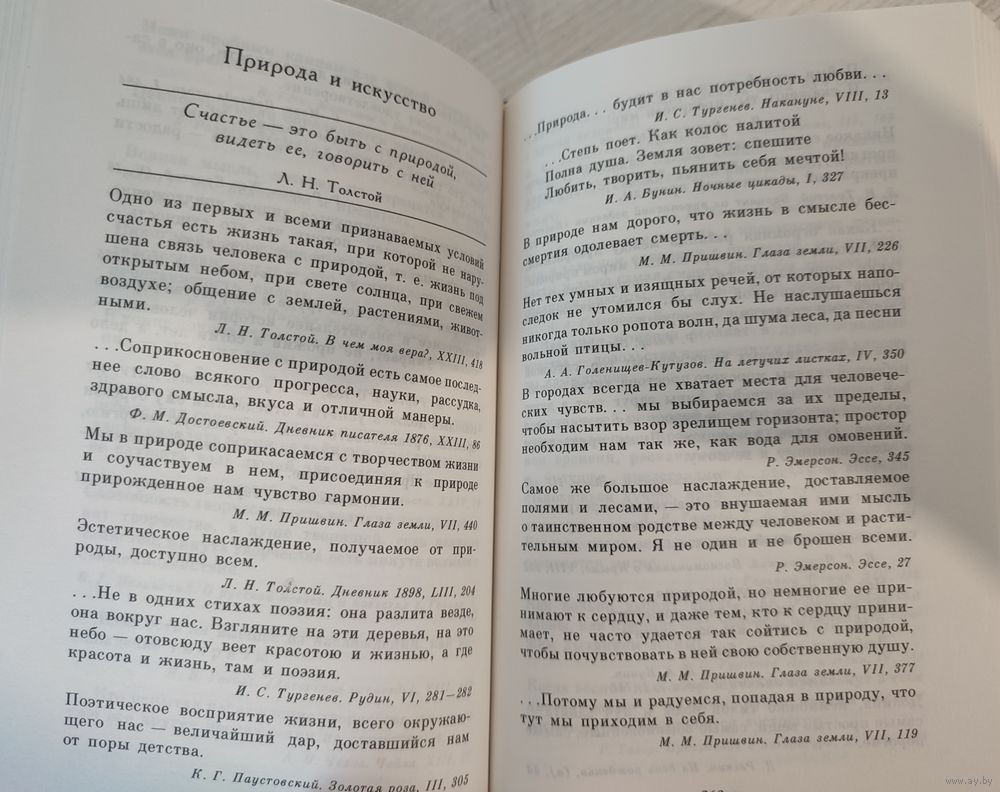 Природа и искусство
Счастье — это быть с природой,
видеть ее, говорить с ней
Л. Н. Толстой
Одно из первых и всеми признаваемых условий
счастья есть жизнь такая, при которой не нару-
шена связь человека с природой, т. е. жизнь под
открытым небом, при свете солнца, при свежем
воздухе; общение с землей, растениями, живот-
ными.
Л. Н. Толстой. В чем моя вера?, XXIII, 418
...Соприкосновение с природой есть самое послед-
нее слово всякого прогресса, науки, рассудка,
здравого смысла, вкуса и отличной манеры.
Ф. М. Достоевский. Дневник писателя 1876, XXIII, 86
Мы в природе соприкасаемся с творчеством жизни
и соучаствуем в нем, присоединяя к природе
прирожденное нам чувство гармонии.
М. М. Пришвин. Глаза земли, VII, 440
Эстетическое наслаждение, получаемое от при-
роды, доступно всем.
Л. Н. Толстой. Дневник 1898, LIII, 204
...Не в одних стихах поэзия: она разлита везде,
она вокруг нас. Взгляните на эти деревья, на это
небо — отовсюду веет красотою и жизнью, а где
красота и жизнь, там и поэзия.
И. С. Тургенев. Рудин, VI, 281—282
Поэтическое восприятие жизни, всего окружаю-
щего нас — величайший дар, доставшийся нам
от поры детства.
К. Г. Паустовский. Золотая роза, III, 305
...Природа... будит в нас потребность любви...
И. С. Тургенев. Накануне, VIII, 13
...Степь поет. Как колос налитой
Полна душа. Земля зовет: спешите
Любить, творить, пьянить себя мечтой!
И. А. Бунин. Ночные цикады, I, 327
В природе нам дорого, что жизнь в смысле бес-
смертия одолевает смерть...
М. М. Пришвин. Глаза земли, VII, 226
Нет тех умных и изящных речей, от которых напо-
следок не утомился бы слух. Не наслушаешься
никогда только ропота волн, да шума леса, да песни
вольной птицы...
А. А. Голенищев-Кутузов. На летучих листках, IV, 350
В городах всегда не хватает места для человече-
ских чувств... мы выбираемся за их пределы,
чтобы насытить взор зрелищем горизонта; простор
необходим нам так же, как вода для омовений.
Р. Эмерсон. Эссе, 345
Самое же большое наслаждение, доставляемое
полями и лесами, — это внушаемая ими мысль
о таинственном родстве между человеком и расти-
тельным миром. Я не один и не брошен всеми.
Р. Эмерсон. Эссе, 27
Многие любуются природой, но немногие ее при-
нимают к сердцу, и даже тем, кто к сердцу прини-
мает, не часто удается так сойтись с природой,
чтобы почувствовать в ней свою собственную душу.
М. М. Пришвин. Глаза земли, VII, 377
...Потому мы и радуемся, попадая в природу, что
тут мы приходим в себя.
М. М. Пришвин. Глаза земли, VII, 119
www.ay.by